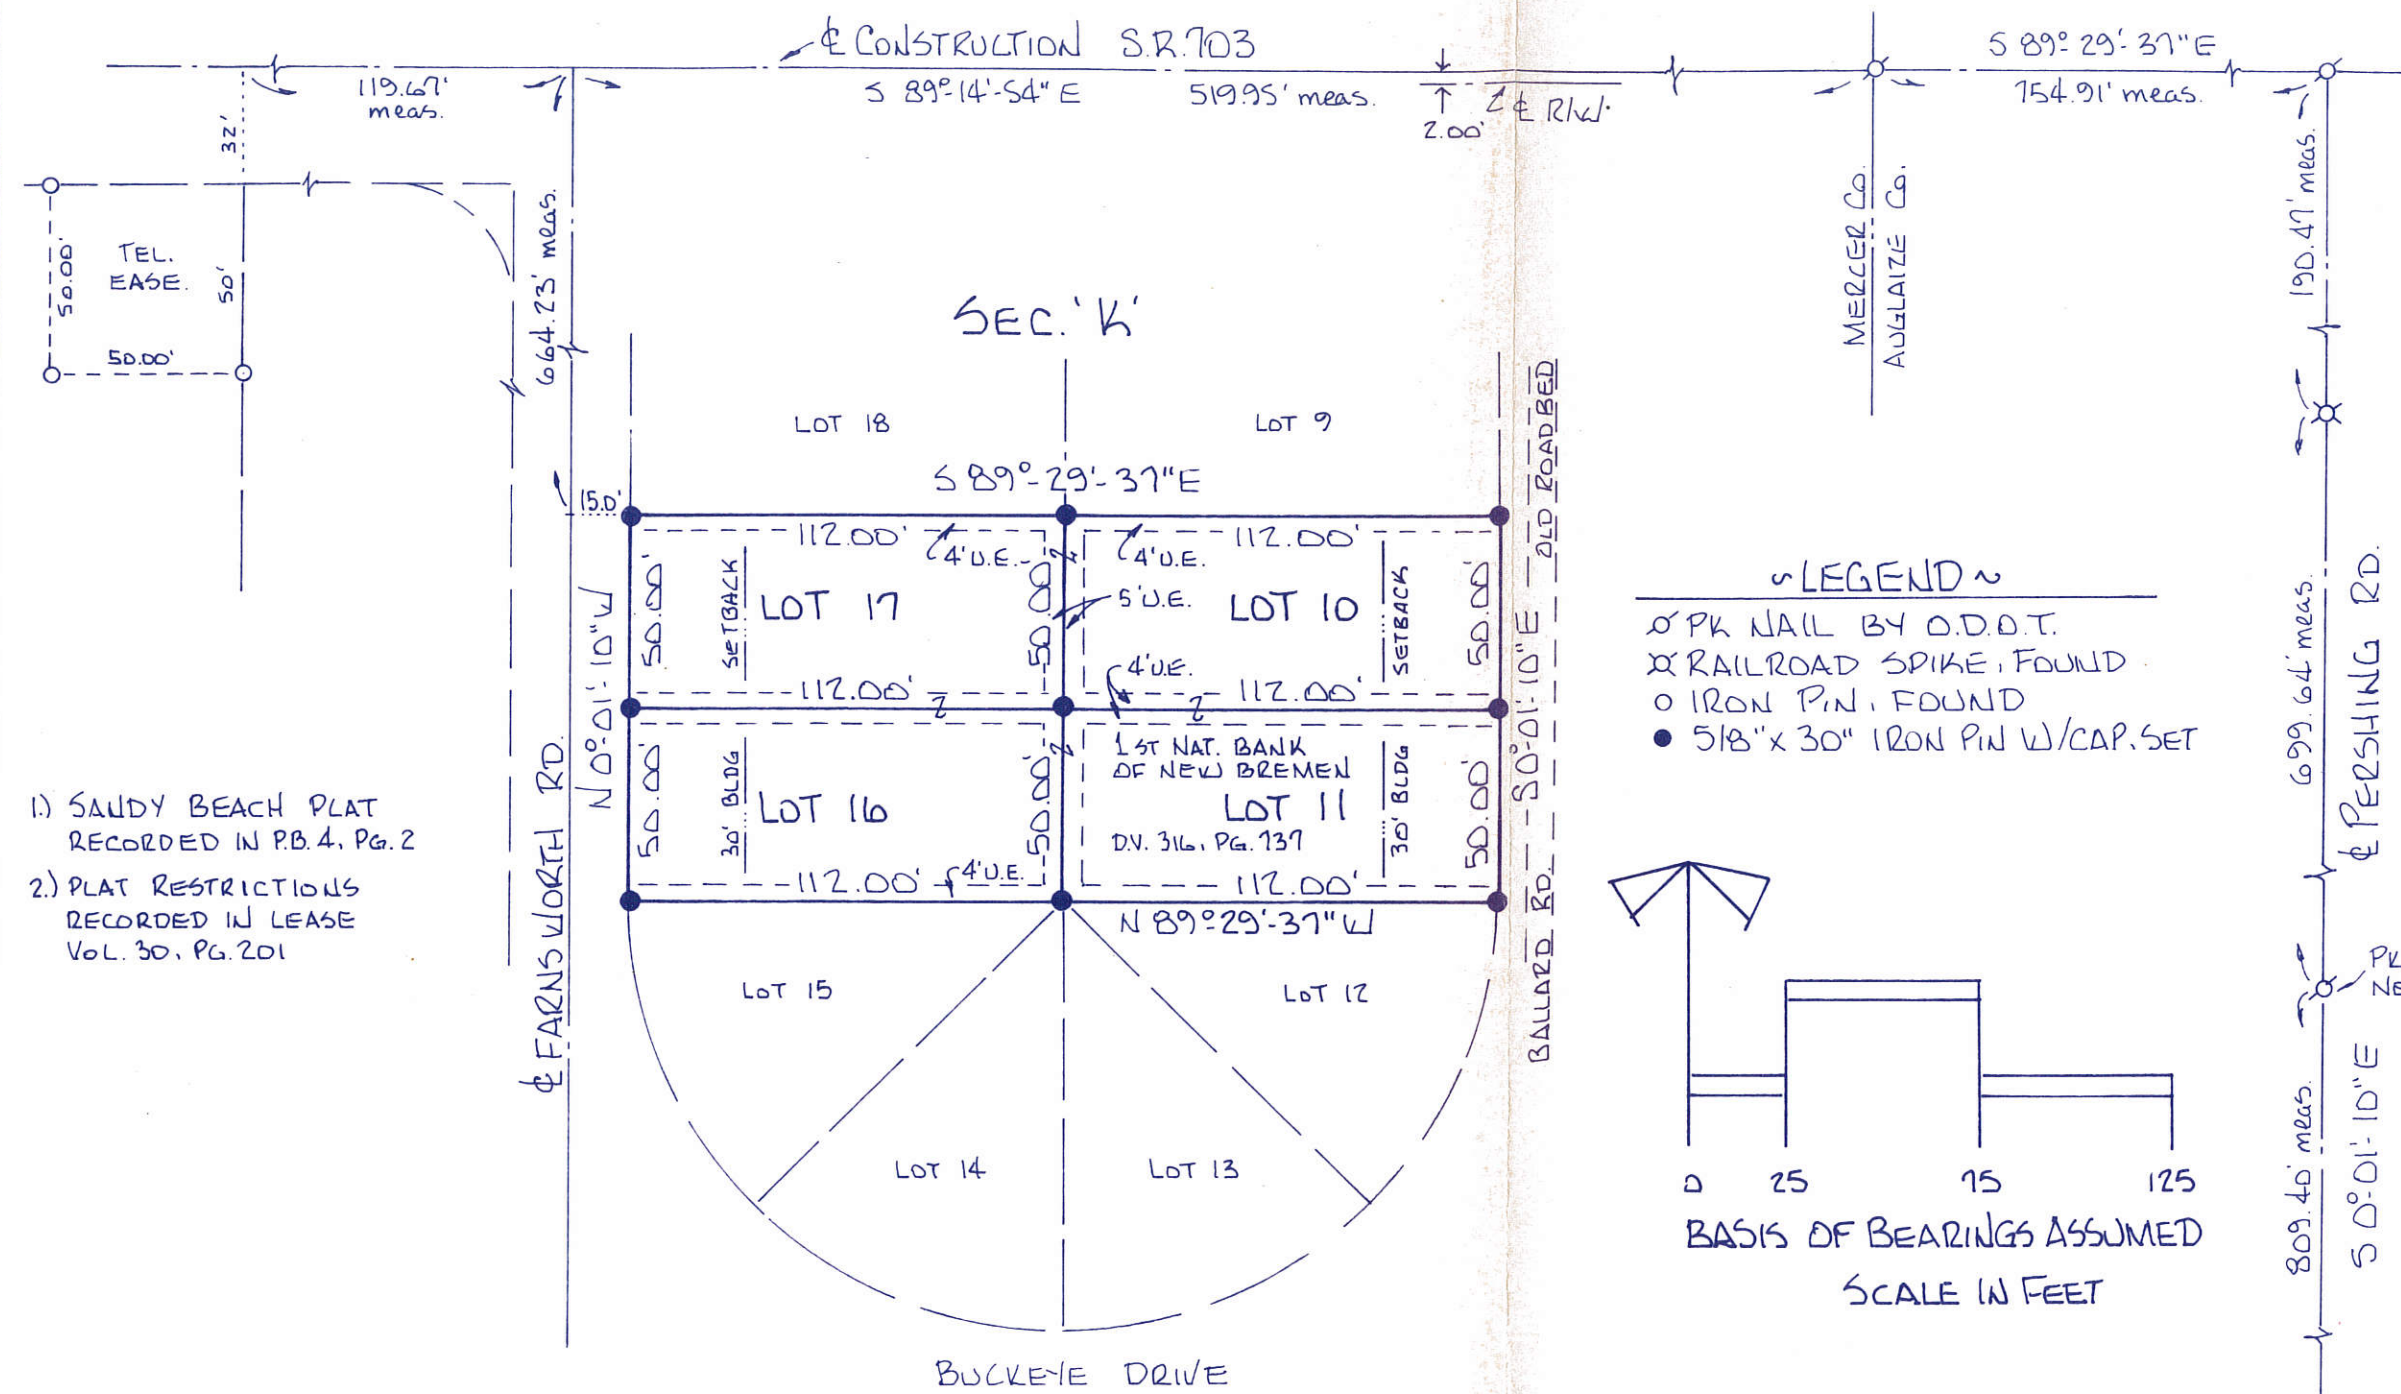 ℄ CONSTRUCTION S.R. 703
S 89°-14'-54" E
519.95' meas.
119.67'
meas.
2.00'
℄ R/W.
S 89°-29'-37" E
754.91' meas.
32'
50.00'
TEL.
EASE.
50'
50.00'
664.23' meas.
MERCER CO.
AUGLAIZE CO.
190.47' meas.
SEC. 'K'
LOT 18
LOT 9
OLD ROADBED
S 89°-29'-37" E
15.0'
112.00'
4' U.E.
4' U.E.
112.00'
50.00'
SETBACK
LOT 17
50.00'
5' U.E.
LOT 10
SETBACK
50.00'
N 0°-01'-10" W
S 0°-01'-10" E
4' U.E.
112.00'
112.00'
50.00'
30' BLDG
LOT 16
50.00'
1ST NAT. BANK
OF NEW BREMEN
LOT 11
D.V. 316, PG. 737
30' BLDG
50.00'
112.00'
4' U.E.
112.00'
N 89°-29'-37" W
~ LEGEND ~
PK NAIL BY O.D.O.T.
RAILROAD SPIKE, FOUND
IRON PIN, FOUND
5/8" x 30" IRON PIN W/CAP, SET
699.64' meas.
℄ PERSHING RD.
1.) SANDY BEACH PLAT
RECORDED IN P.B. 4, PG. 2
2.) PLAT RESTRICTIONS
RECORDED IN LEASE
VOL. 30, PG. 201
℄ FARNSWORTH RD.
BALLARD RD.
LOT 15
LOT 12
LOT 14
LOT 13
PK
809.40' meas.
S 0°-01'-10" E
0 25 75 125
BASIS OF BEARINGS ASSUMED
SCALE IN FEET
BUCKEYE DRIVE